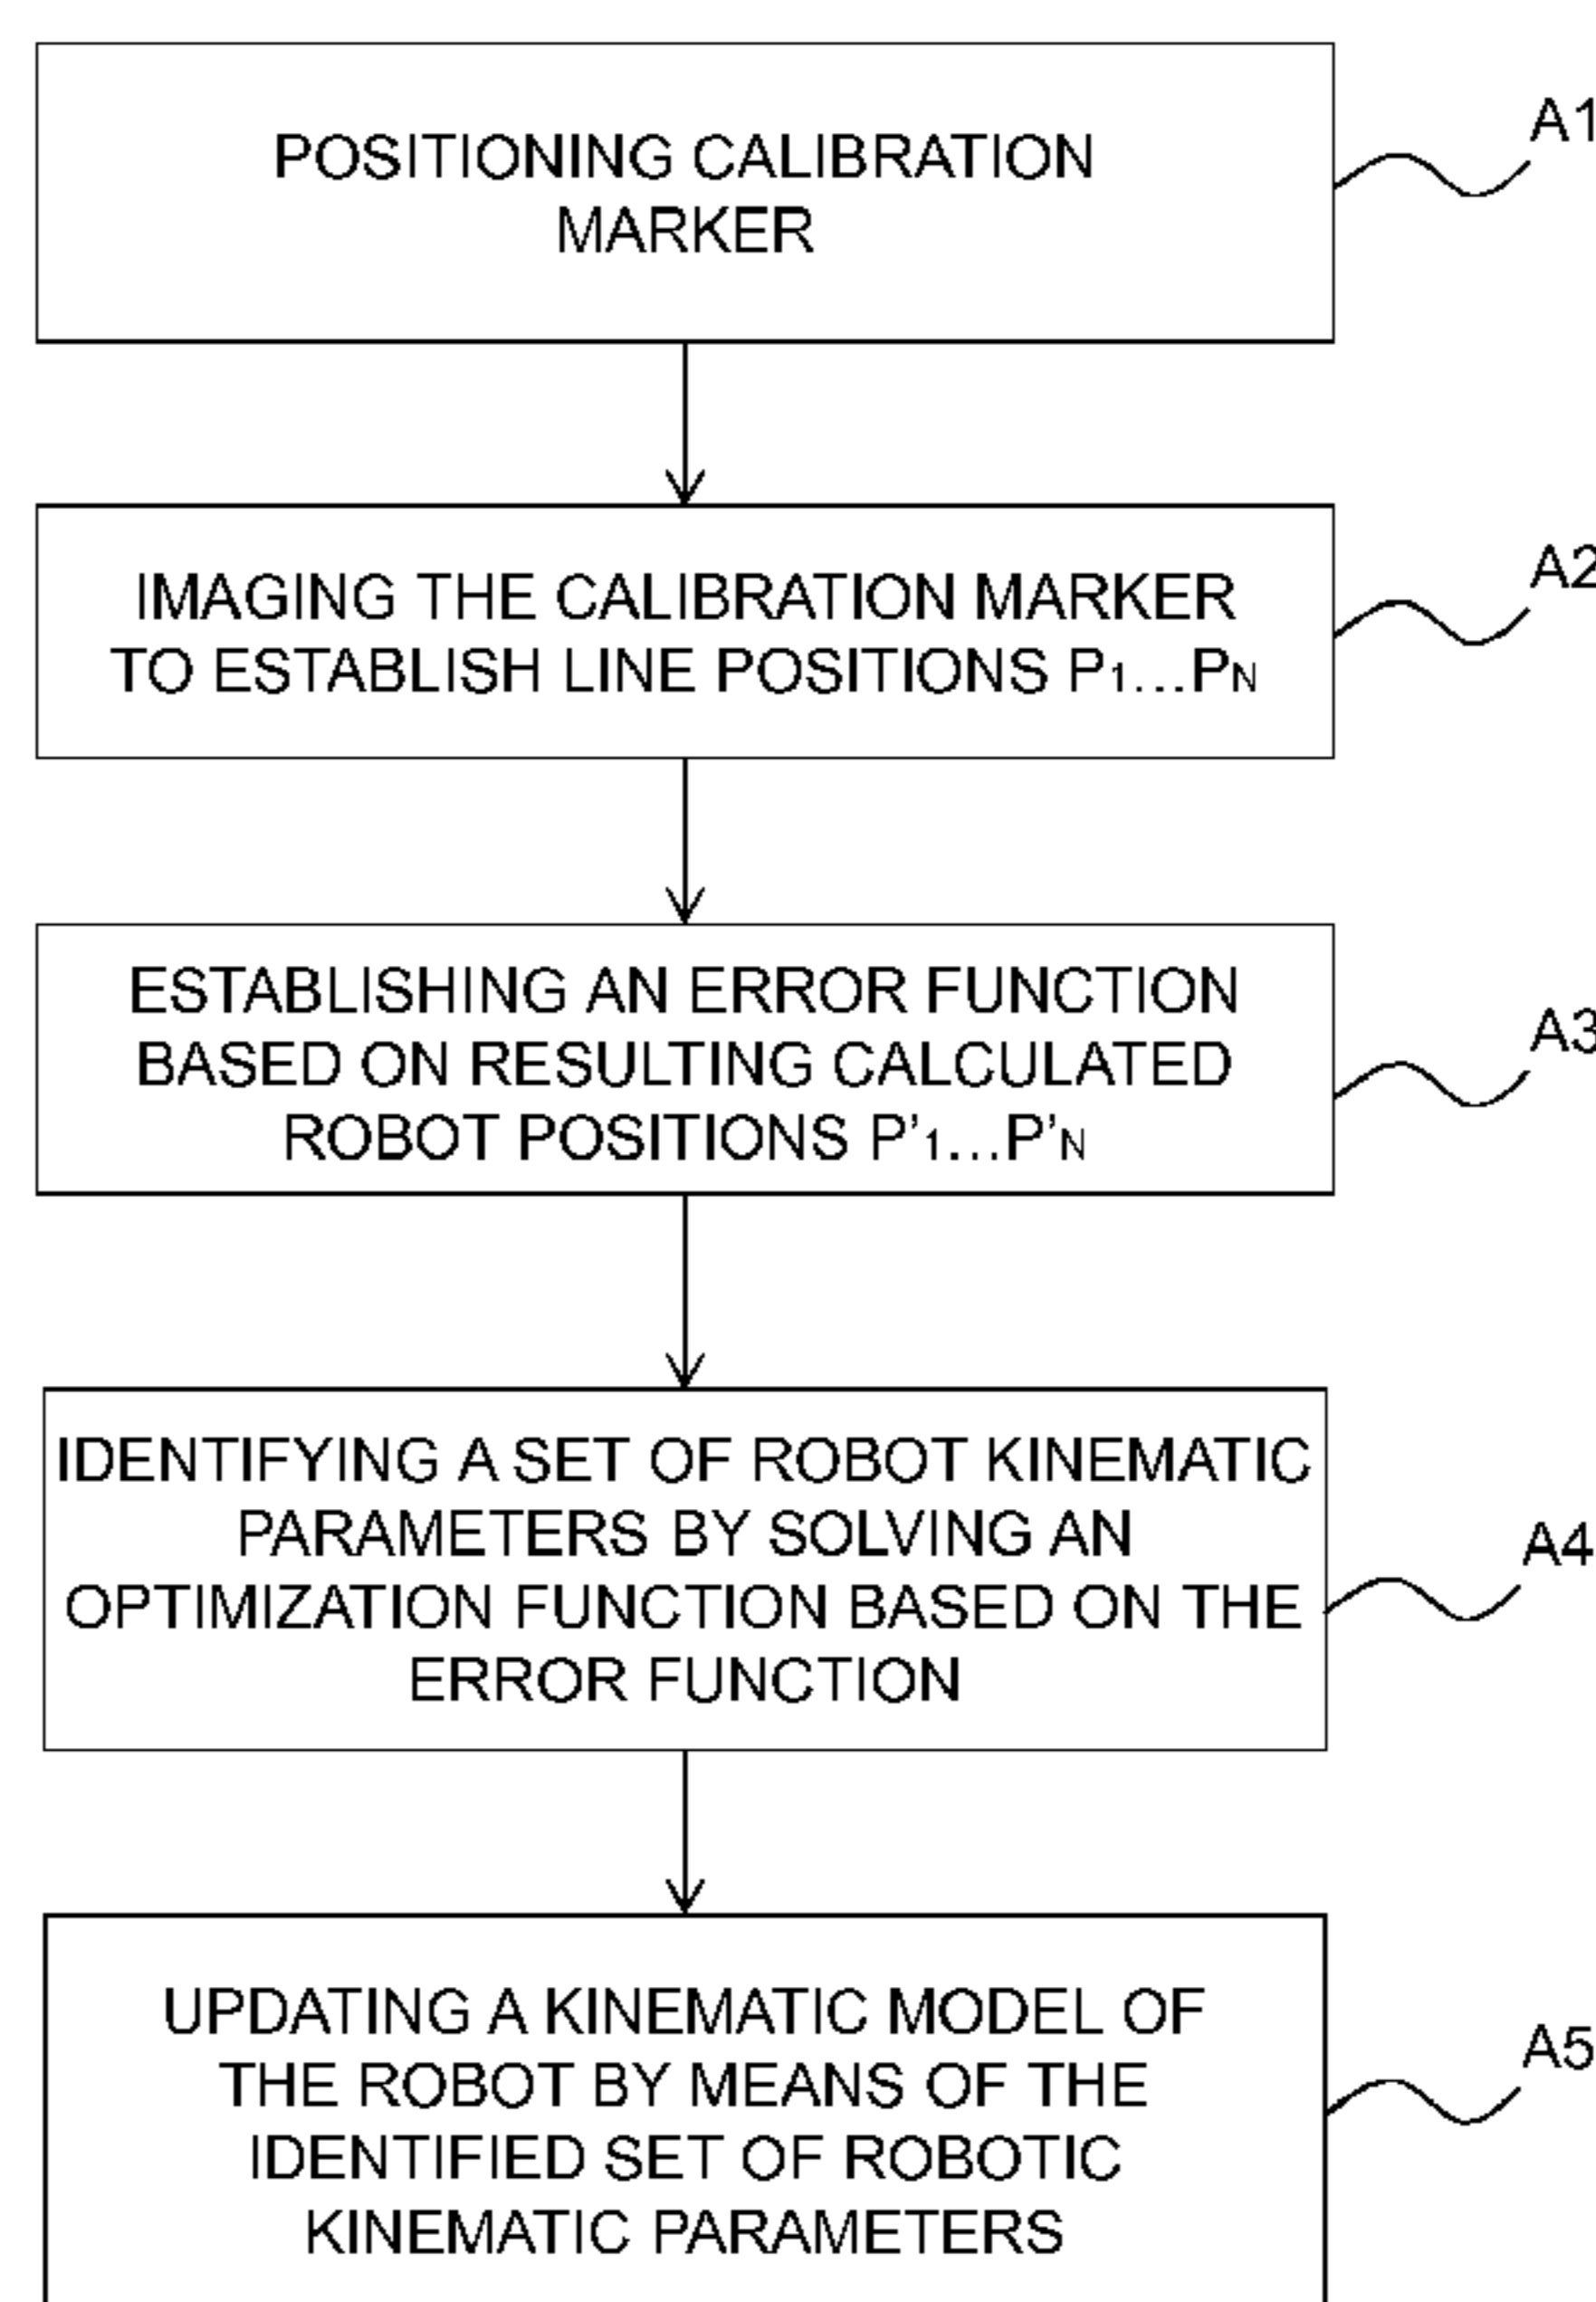 POSITIONING CALIBRATION
MARKER
A1
IMAGING THE CALIBRATION MARKER
TO ESTABLISH LINE POSITIONS P1...PN
A2
ESTABLISHING AN ERROR FUNCTION
BASED ON RESULTING CALCULATED
ROBOT POSITIONS P'1...P'N
A3
IDENTIFYING A SET OF ROBOT KINEMATIC
PARAMETERS BY SOLVING AN
OPTIMIZATION FUNCTION BASED ON THE
ERROR FUNCTION
A4
UPDATING A KINEMATIC MODEL OF
THE ROBOT BY MEANS OF THE
IDENTIFIED SET OF ROBOTIC
KINEMATIC PARAMETERS
A5